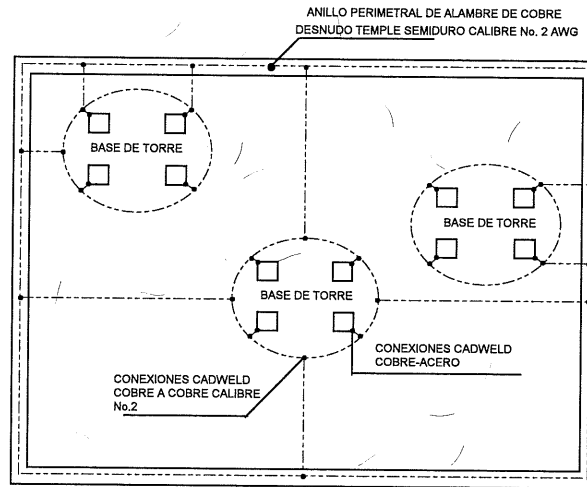 ANILLO PERIMETRAL DE ALAMBRE DE COBRE
DESNUDO TEMPLE SEMIDURO CALIBRE No. 2 AWG
BASE DE TORRE
BASE DE TORRE
BASE DE TORRE
CONEXIONES CADWELD
COBRE-ACERO
CONEXIONES CADWELD
COBRE A COBRE CALIBRE
No.2